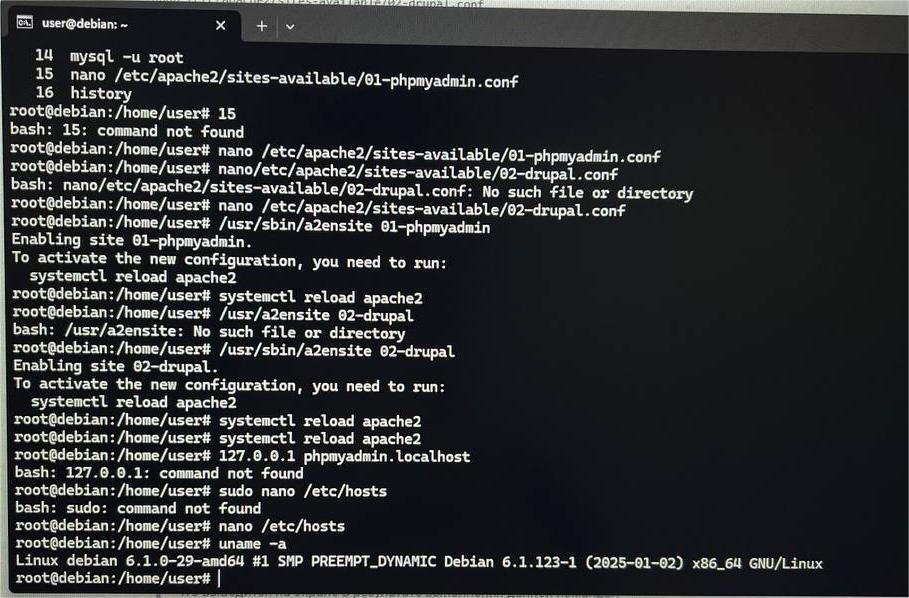 user@debian: ~
14 mysql -u root
15 nano /etc/apache2/sites-available/01-phpmyadmin.conf
16 history
root@debian:/home/user# 15
bash: 15: command not found
root@debian:/home/user# nano /etc/apache2/sites-available/01-phpmyadmin.conf
root@debian:/home/user# nano/etc/apache2/sites-available/02-drupal.conf
bash: nano/etc/apache2/sites-available/02-drupal.conf: No such file or directory
root@debian:/home/user# nano /etc/apache2/sites-available/02-drupal.conf
root@debian:/home/user# /usr/sbin/a2ensite 01-phpmyadmin
Enabling site 01-phpmyadmin.
To activate the new configuration, you need to run:
systemctl reload apache2
root@debian:/home/user# systemctl reload apache2
root@debian:/home/user# /usr/a2ensite 02-drupal
bash: /usr/a2ensite: No such file or directory
root@debian:/home/user# /usr/sbin/a2ensite 02-drupal
Enabling site 02-drupal.
To activate the new configuration, you need to run:
systemctl reload apache2
root@debian:/home/user# systemctl reload apache2
root@debian:/home/user# systemctl reload apache2
root@debian:/home/user# 127.0.0.1 phpmyadmin.localhost
bash: 127.0.0.1: command not found
root@debian:/home/user# sudo nano /etc/hosts
bash: sudo: command not found
root@debian:/home/user# nano /etc/hosts
root@debian:/home/user# uname -a
Linux debian 6.1.0-29-amd64 #1 SMP PREEMPT_DYNAMIC Debian 6.1.123-1 (2025-01-02) x86_64 GNU/Linux
root@debian:/home/user#